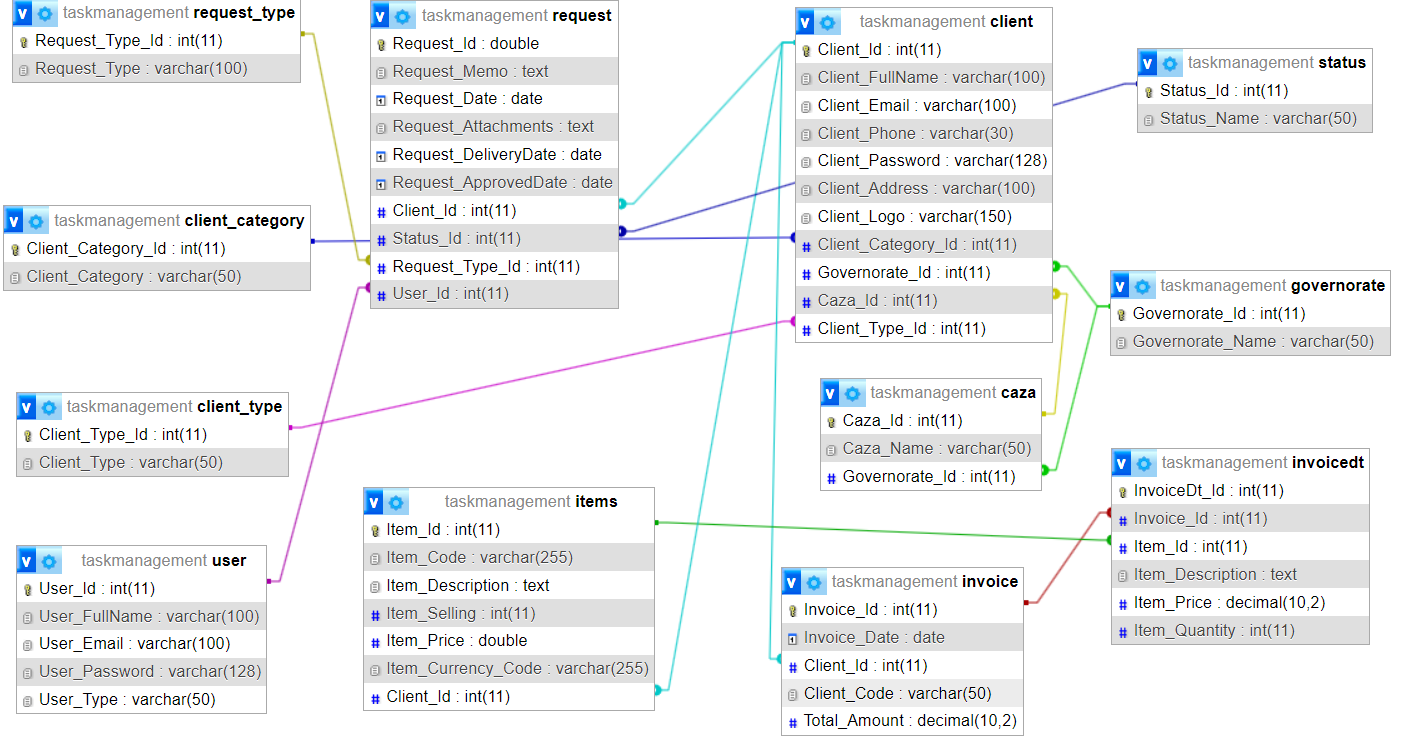 taskmanagement request_type
Request_Type_Id : int(11)
Request_Type : varchar(100)
taskmanagement request
Request_Id : double
Request_Memo : text
Request_Date : date
Request_Attachments : text
Request_DeliveryDate : date
Request_ApprovedDate : date
Client_Id : int(11)
Status_Id : int(11)
Request_Type_Id : int(11)
User_Id : int(11)
taskmanagement client
Client_Id : int(11)
Client_FullName : varchar(100)
Client_Email : varchar(100)
Client_Phone : varchar(30)
Client_Password : varchar(128)
Client_Address : varchar(100)
Client_Logo : varchar(150)
Client_Category_Id : int(11)
Governorate_Id : int(11)
Caza_Id : int(11)
Client_Type_Id : int(11)
taskmanagement status
Status_Id : int(11)
Status_Name : varchar(50)
taskmanagement client_category
Client_Category_Id : int(11)
Client_Category : varchar(50)
taskmanagement governorate
Governorate_Id : int(11)
Governorate_Name : varchar(50)
taskmanagement client_type
Client_Type_Id : int(11)
Client_Type : varchar(50)
taskmanagement caza
Caza_Id : int(11)
Caza_Name : varchar(50)
Governorate_Id : int(11)
taskmanagement invoicedt
InvoiceDt_Id : int(11)
Invoice_Id : int(11)
Item_Id : int(11)
Item_Description : text
Item_Price : decimal(10,2)
Item_Quantity : int(11)
taskmanagement items
Item_Id : int(11)
Item_Code : varchar(255)
Item_Description : text
Item_Selling : int(11)
Item_Price : double
Item_Currency_Code : varchar(255)
Client_Id : int(11)
taskmanagement user
User_Id : int(11)
User_FullName : varchar(100)
User_Email : varchar(100)
User_Password : varchar(128)
User_Type : varchar(50)
taskmanagement invoice
Invoice_Id : int(11)
Invoice_Date : date
Client_Id : int(11)
Client_Code : varchar(50)
Total_Amount : decimal(10,2)